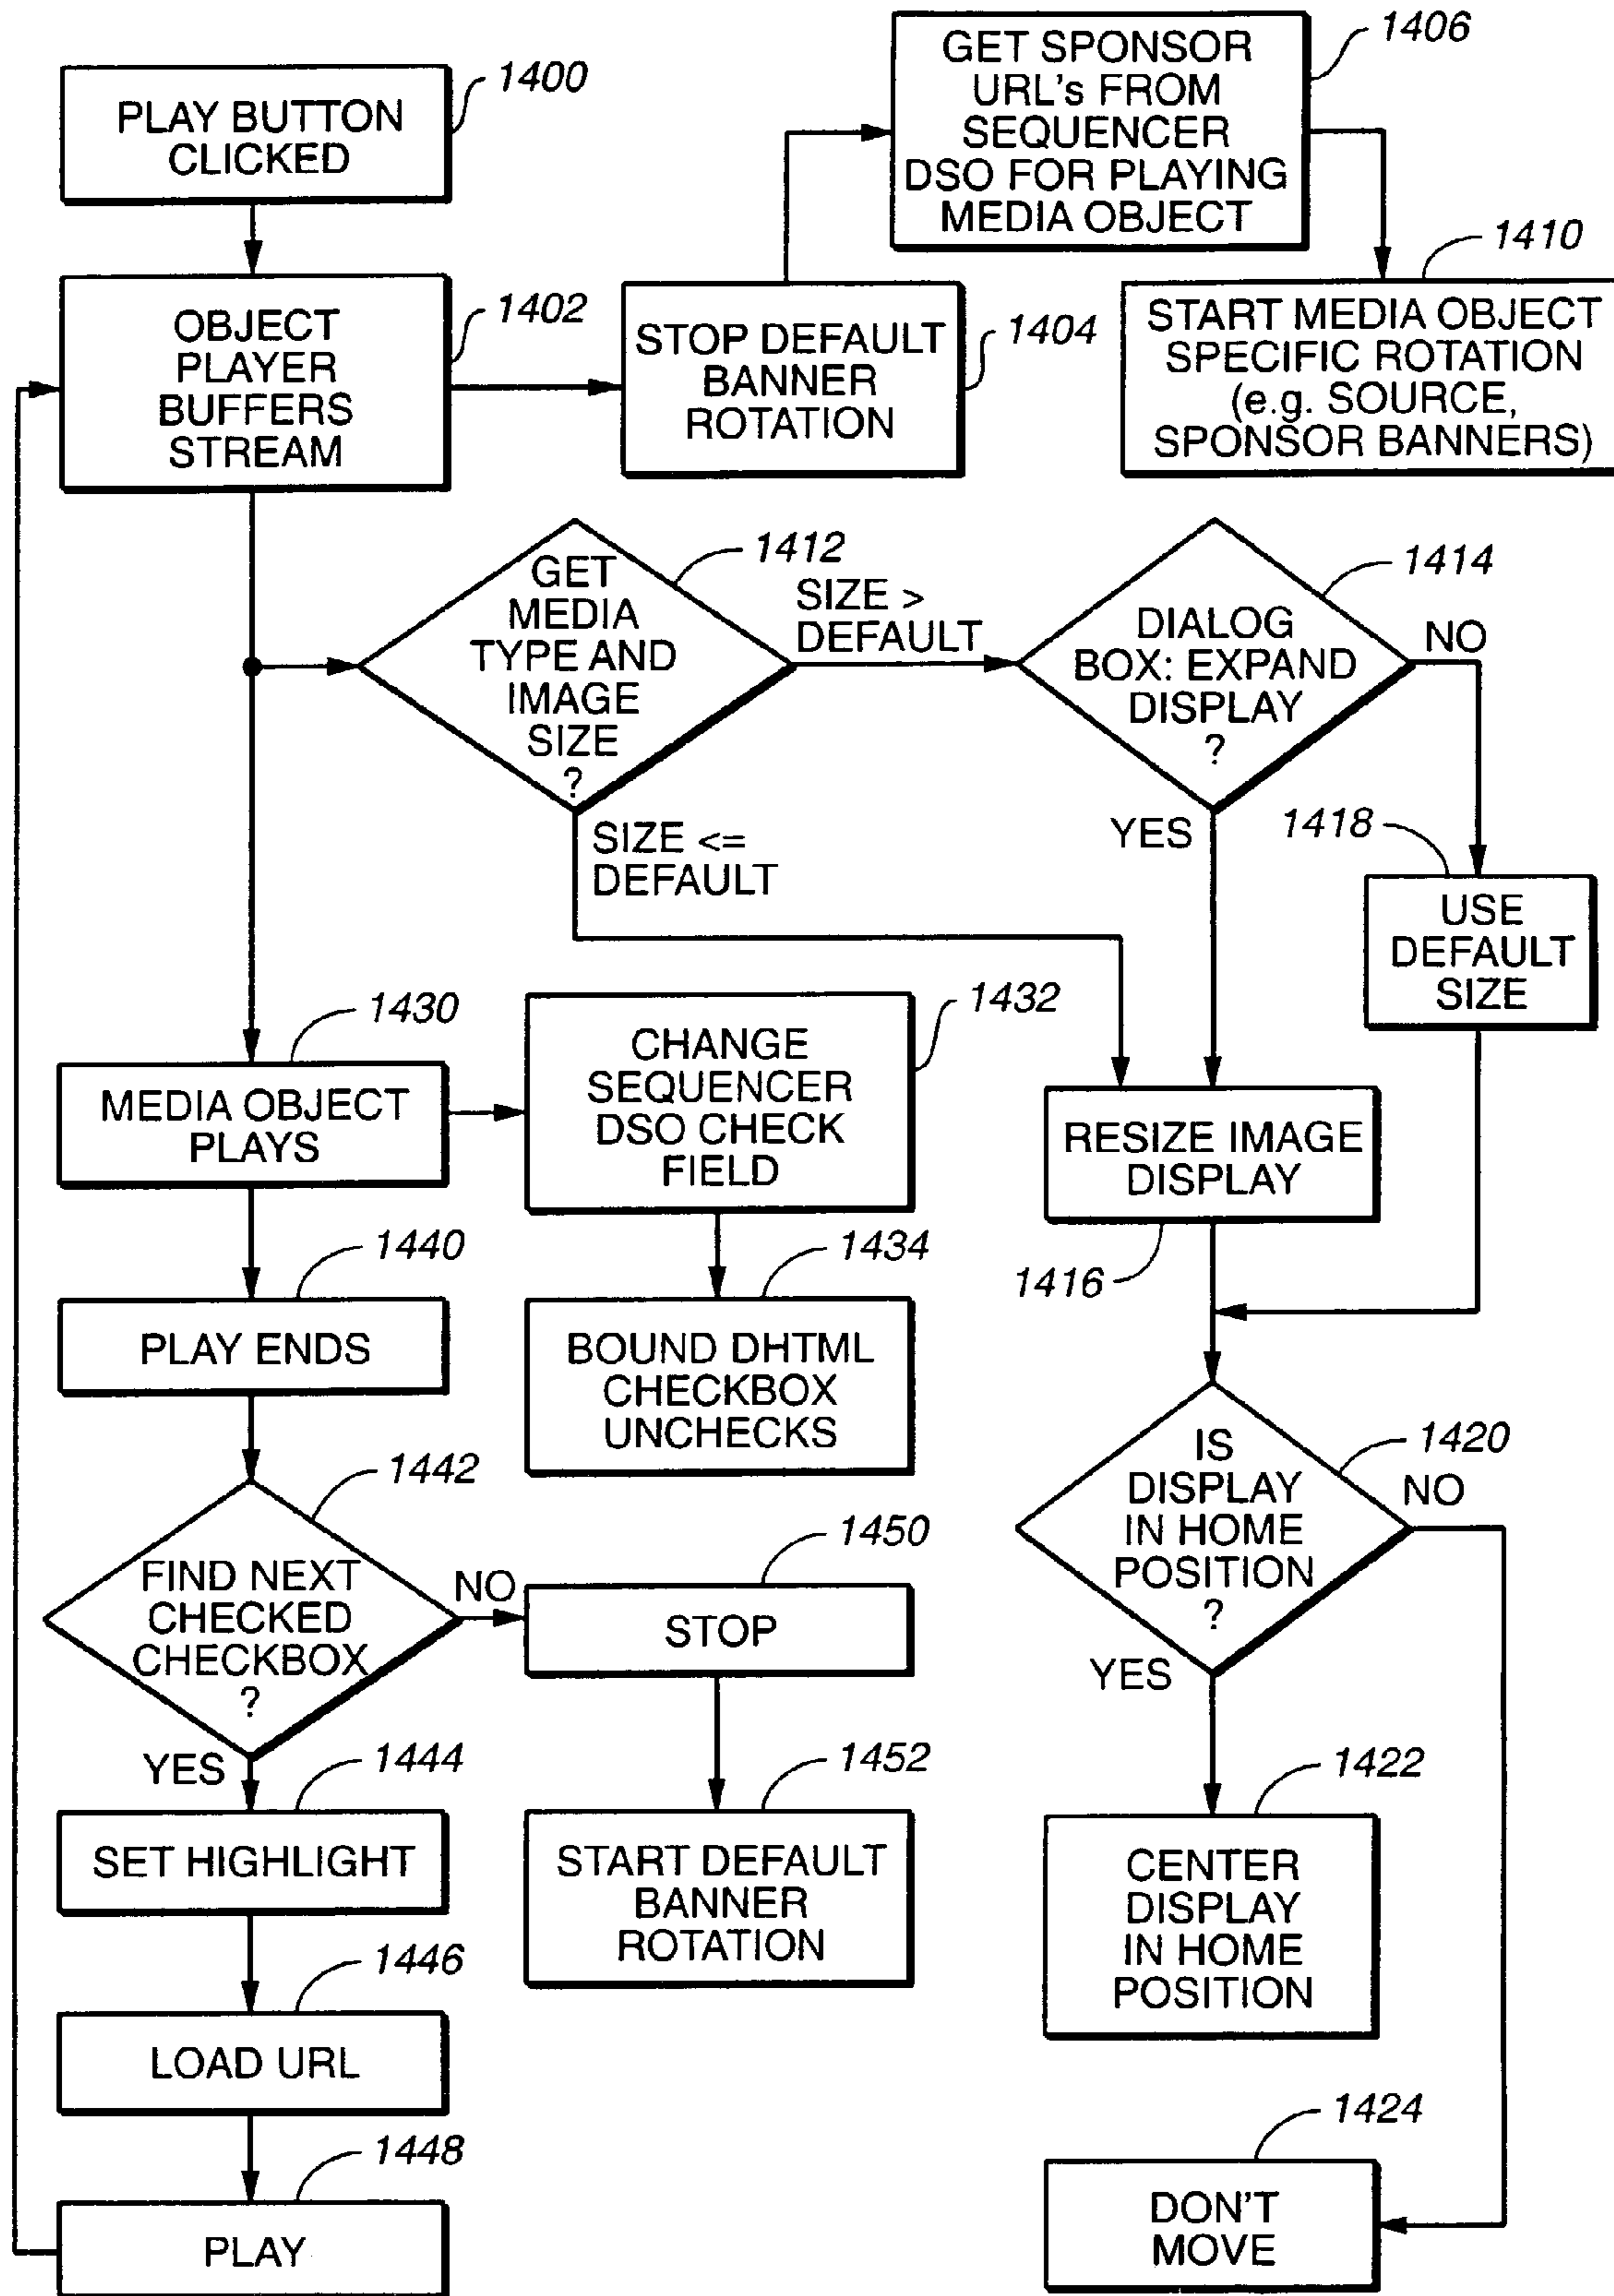 PLAY BUTTON
CLICKED
1400
GET SPONSOR
URL's FROM
SEQUENCER
DSO FOR PLAYING
MEDIA OBJECT
1406
OBJECT
PLAYER
BUFFERS
STREAM
1402
STOP DEFAULT
BANNER
ROTATION
1404
START MEDIA OBJECT
SPECIFIC ROTATION
(e.g. SOURCE,
SPONSOR BANNERS)
1410
GET
MEDIA
TYPE AND
IMAGE
SIZE
?
1412
SIZE >
DEFAULT
SIZE <=
DEFAULT
DIALOG
BOX: EXPAND
DISPLAY
?
1414
NO
YES
1418
USE
DEFAULT
SIZE
1430
MEDIA OBJECT
PLAYS
CHANGE
SEQUENCER
DSO CHECK
FIELD
1432
RESIZE IMAGE
DISPLAY
1416
1440
PLAY ENDS
1434
BOUND DHTML
CHECKBOX
UNCHECKS
IS
DISPLAY
IN HOME
POSITION
?
1420
NO
YES
1442
FIND NEXT
CHECKED
CHECKBOX
?
NO
YES
1450
STOP
1444
SET HIGHLIGHT
1452
START DEFAULT
BANNER
ROTATION
1422
CENTER
DISPLAY
IN HOME
POSITION
1446
LOAD URL
1448
PLAY
1424
DON'T
MOVE